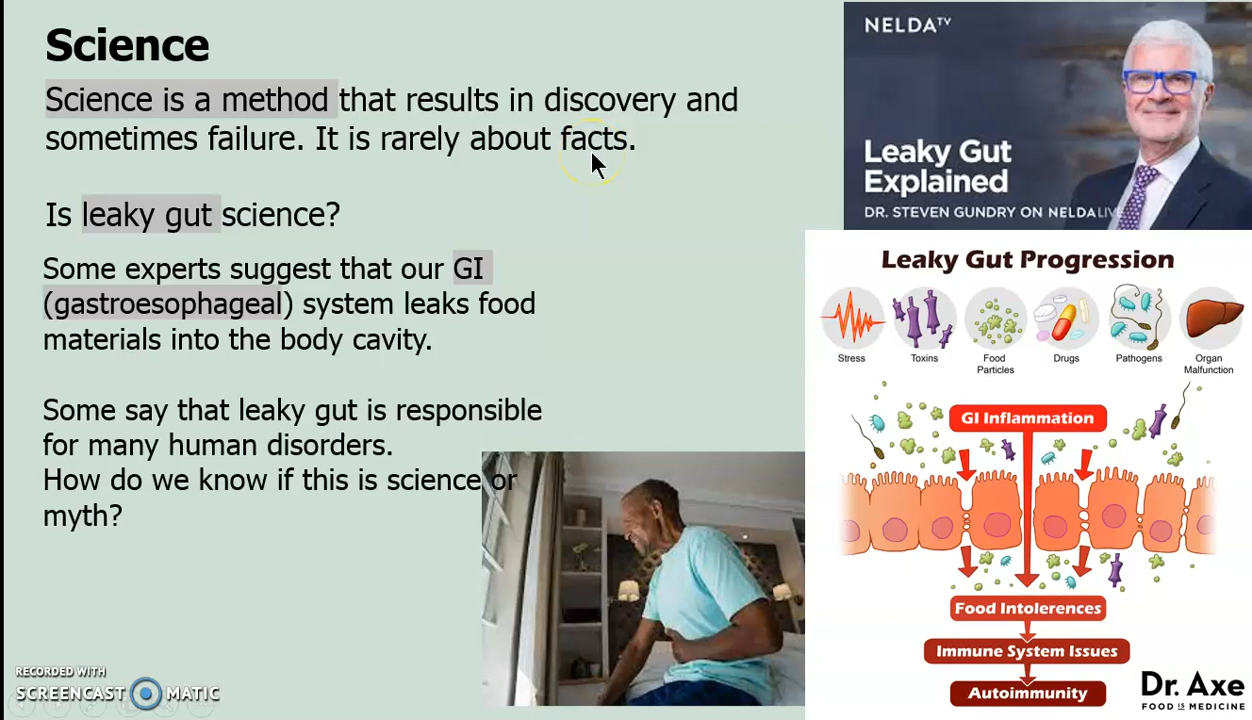 Science
Science is a method that results in discovery and
sometimes failure. It is rarely about facts.
Is leaky gut science?
Some experts suggest that our GI
(gastroesophageal) system leaks food
materials into the body cavity.
Some say that leaky gut is responsible
for many human disorders.
How do we know if this is science or
myth?
RECORDED WITH
SCREENCAST MATIC
NELDATV
Leaky Gut
Explained
DR. STEVEN GUNDRY ON NELDALIVE
Leaky Gut Progression
Stress
Toxins
Food
Particles
Drugs
Pathogens
Organ
Malfunction
GI Inflammation
Food Intolerences
Immune System Issues
Autoimmunity
Dr. Axe
FOOD IS MEDICINE